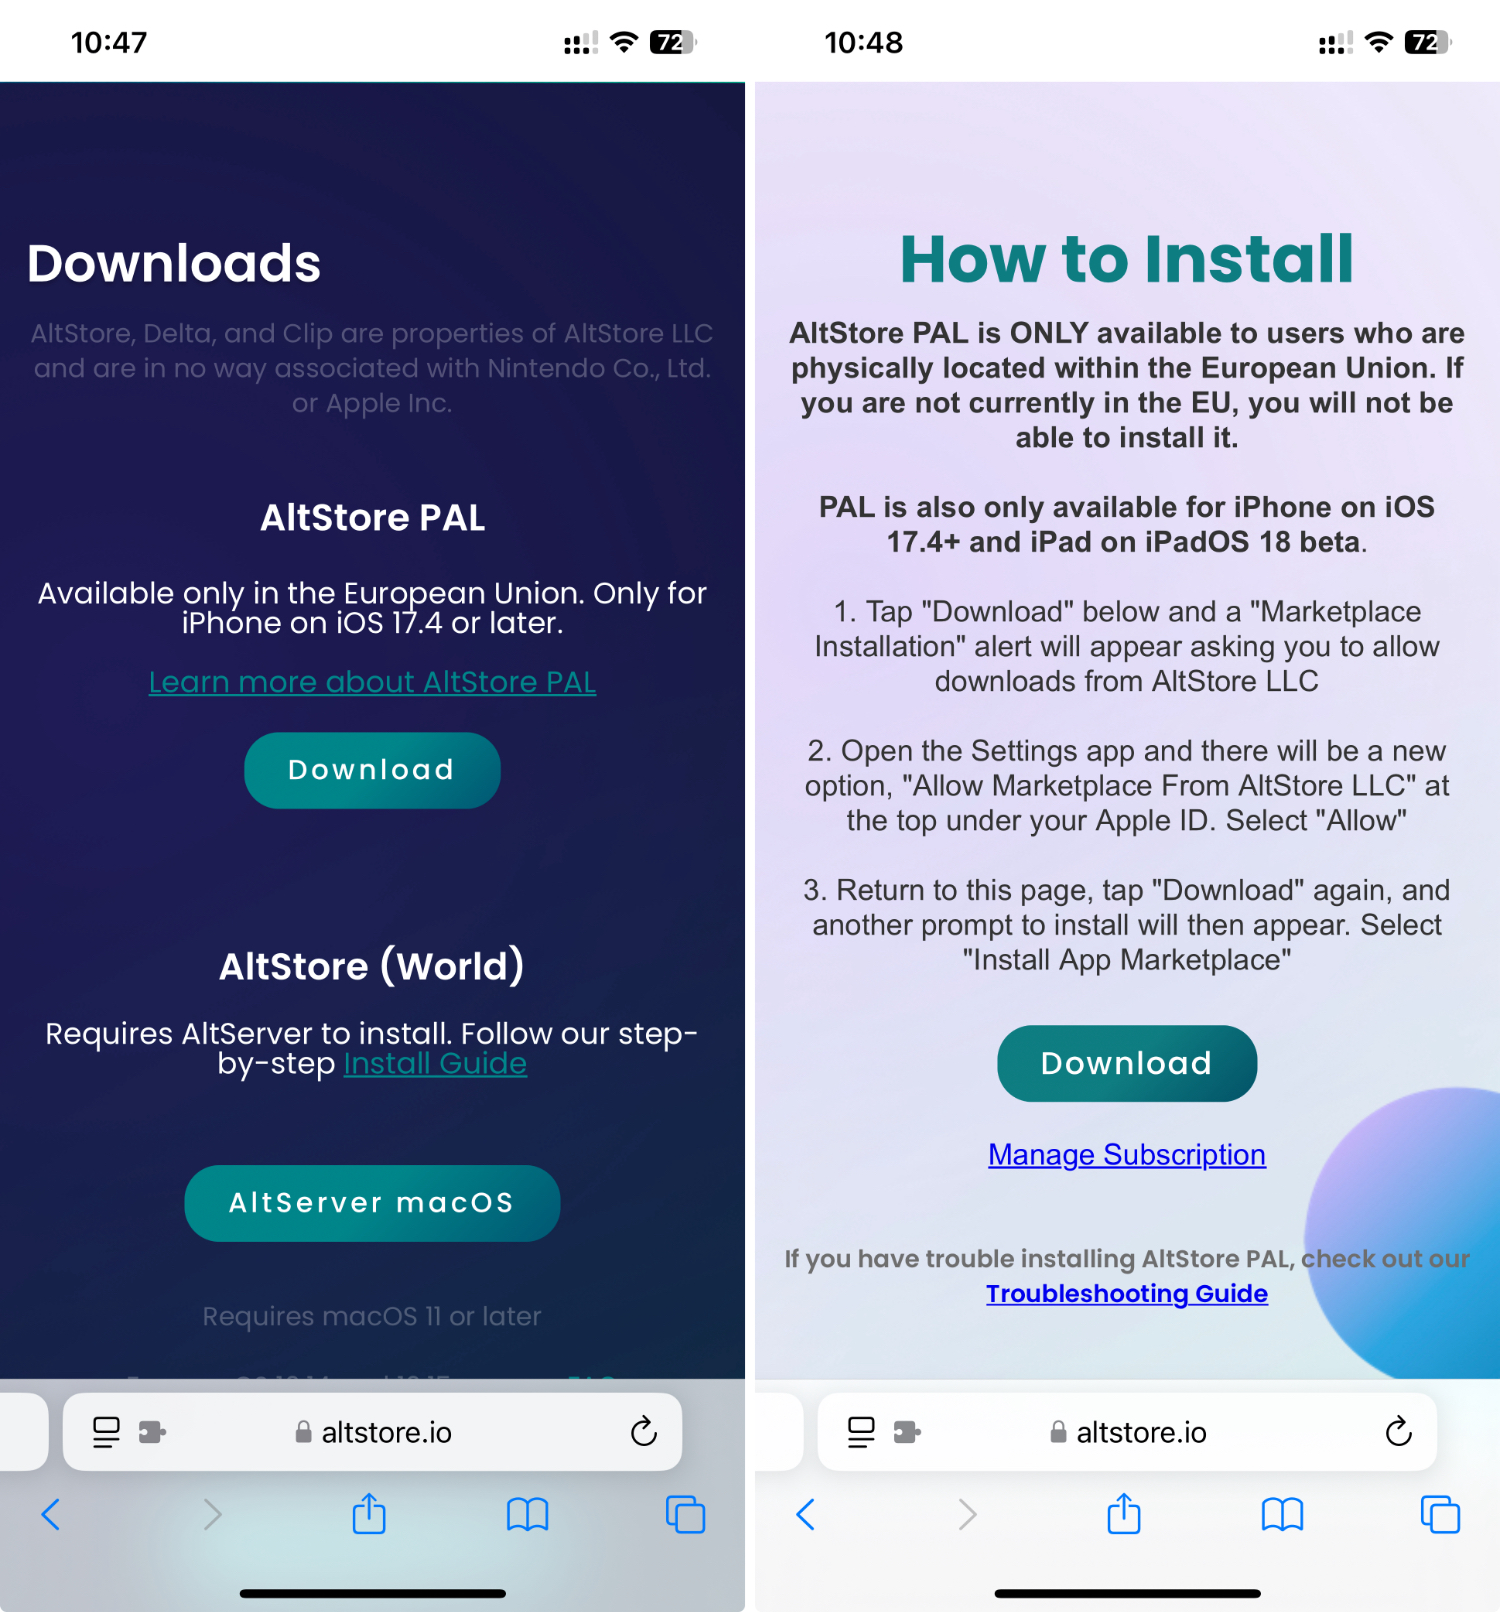 10:47
72
Downloads
AltStore, Delta, and Clip are properties of AltStore LLC
and are in no way associated with Nintendo Co., Ltd.
or Apple Inc.
AltStore PAL
Available only in the European Union. Only for
iPhone on iOS 17.4 or later.
Learn more about AltStore PAL
Download
AltStore (World)
Requires AltServer to install. Follow our step-
by-step Install Guide
AltServer macOS
Requires macOS 11 or later
altstore.io
10:48
72
How to Install
AltStore PAL is ONLY available to users who are
physically located within the European Union. If
you are not currently in the EU, you will not be
able to install it.
PAL is also only available for iPhone on iOS
17.4+ and iPad on iPadOS 18 beta.
1. Tap "Download" below and a "Marketplace
Installation" alert will appear asking you to allow
downloads from AltStore LLC
2. Open the Settings app and there will be a new
option, "Allow Marketplace From AltStore LLC" at
the top under your Apple ID. Select "Allow"
3. Return to this page, tap "Download" again, and
another prompt to install will then appear. Select
"Install App Marketplace"
Download
Manage Subscription
If you have trouble installing AltStore PAL, check out our
Troubleshooting Guide
altstore.io